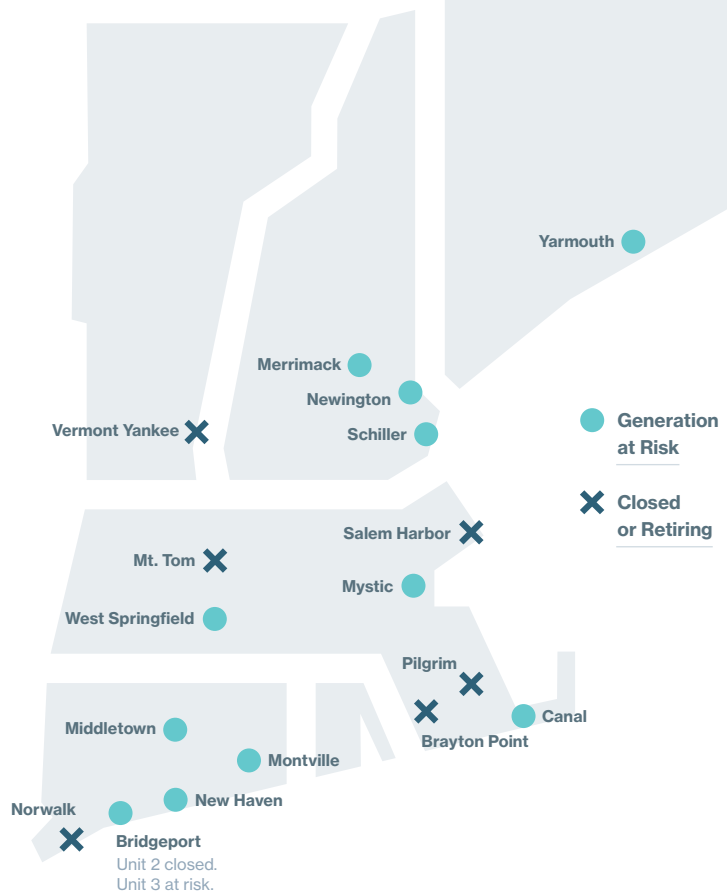 Yarmouth
Merrimack
Newington
Generation
at Risk
Vermont Yankee
Schiller
Closed
or Retiring
Salem Harbor
Mt. Tom
Mystic
West Springfield
Pilgrim
Canal
Middletown
Brayton Point
Montville
New Haven
Norwalk
Bridgeport
Unit 2 closed.
Unit 3 at risk.